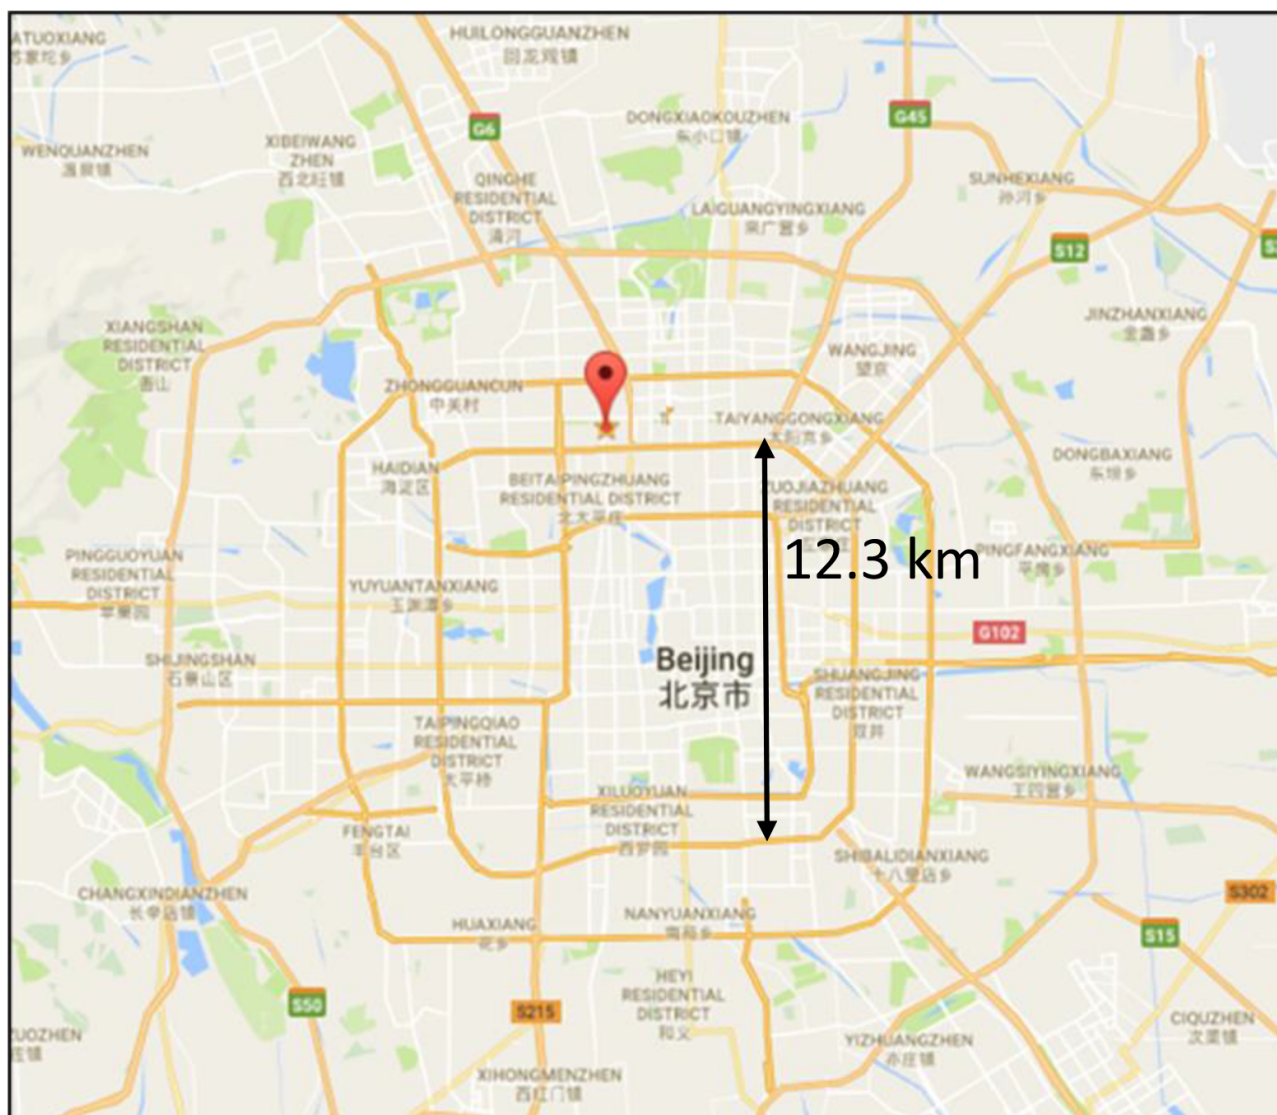 ATUOXIANG
苏家坨乡
HUILONGGUANZHEN
回龙观镇
G6
DONGXIAOKOUZHEN
东小口镇
G45
WENQUANZHEN
温泉镇
XIBEIWANG
ZHEN
西北旺镇
QINGHE
RESIDENTIAL
DISTRICT
清河
SUNHEXIANG
孙河乡
LAIGUANGYINGXIANG
来广营乡
S12
XIANGSHAN
RESIDENTIAL
DISTRICT
香山
JINZHANXIANG
金盏乡
WANGJING
望京
ZHONGGUANCUN
中关村
TAIYANGGONGXIANG
太阳宫乡
HAIDIAN
海淀区
DONGBAXIANG
东坝乡
BEITAIPINGZHUANG
RESIDENTIAL DISTRICT
北太平庄
ZUOJIAZHUANG
RESIDENTIAL
DISTRICT
12.3 km
PINGGUOYUAN
RESIDENTIAL
DISTRICT
苹果园
PINGFANGXIANG
平房乡
YUYUANTANXIANG
玉渊潭乡
G102
SHIJINGSHAN
石景山区
Beijing
北京市
SHUANGJING
RESIDENTIAL
DISTRICT
双井
TAIPINGQIAO
RESIDENTIAL
DISTRICT
太平桥
WANGSIYINGXIANG
王四营乡
XILUOYUAN
RESIDENTIAL
DISTRICT
西罗园
FENGTAI
丰台区
SHIBALIDIANXIANG
十八里店乡
CHANGXINDIANZHEN
长辛店镇
S302
HUAXIANG
花乡
NANYUANXIANG
南苑乡
S15
HEYI
RESIDENTIAL
DISTRICT
和义
S50
S215
CIQUZHEN
次渠镇
UOZHEN
佐镇
YIZHUANGZHEN
亦庄镇
XIHONGMENZHEN
西红门镇